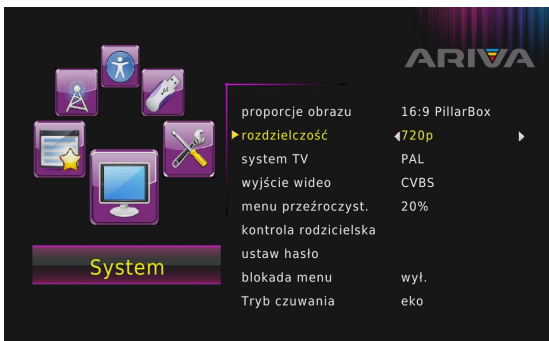 ARIVA
proporcje obrazu 16:9 PillarBox
rozdzielczość 720p
system TV PAL
wyjście wideo CVBS
menu przeźroczyst. 20%
kontrola rodzicielska
ustaw hasło
blokada menu wył.
Tryb czuwania eko
System